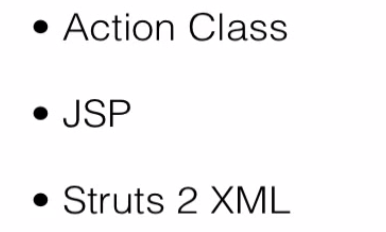 • Action Class
• JSP
• Struts 2 XML